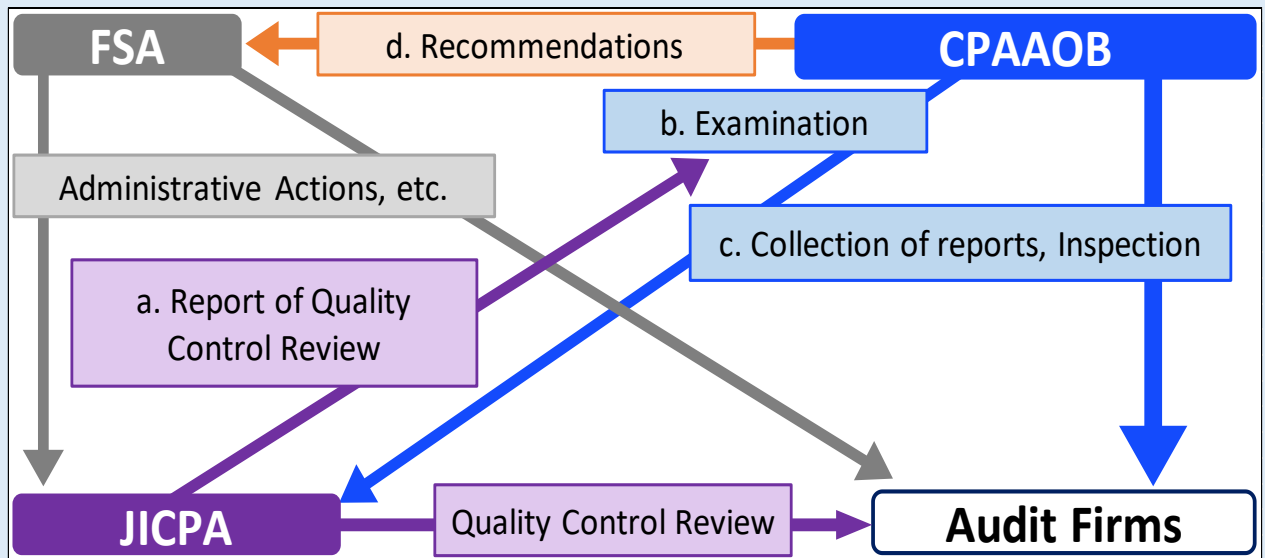 FSA
d. Recommendations
CPAAOB
b. Examination
Administrative Actions, etc.
c. Collection of reports, Inspection
a. Report of Quality
Control Review
JICPA
Quality Control Review
Audit Firms